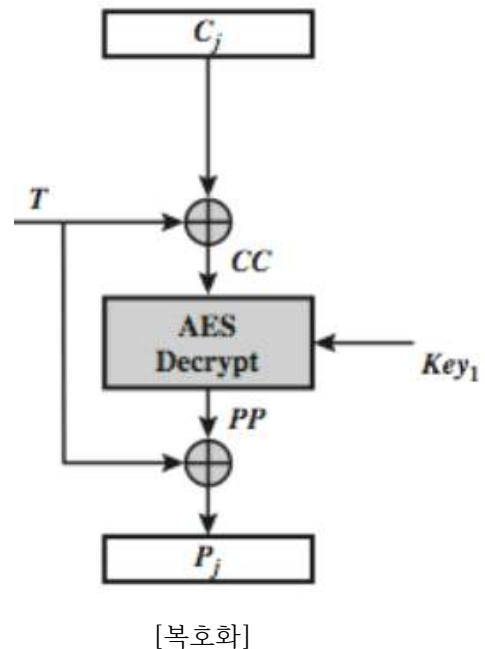 C_j
T
CC
AES
Decrypt
Key_1
PP
P_j
[복호화]